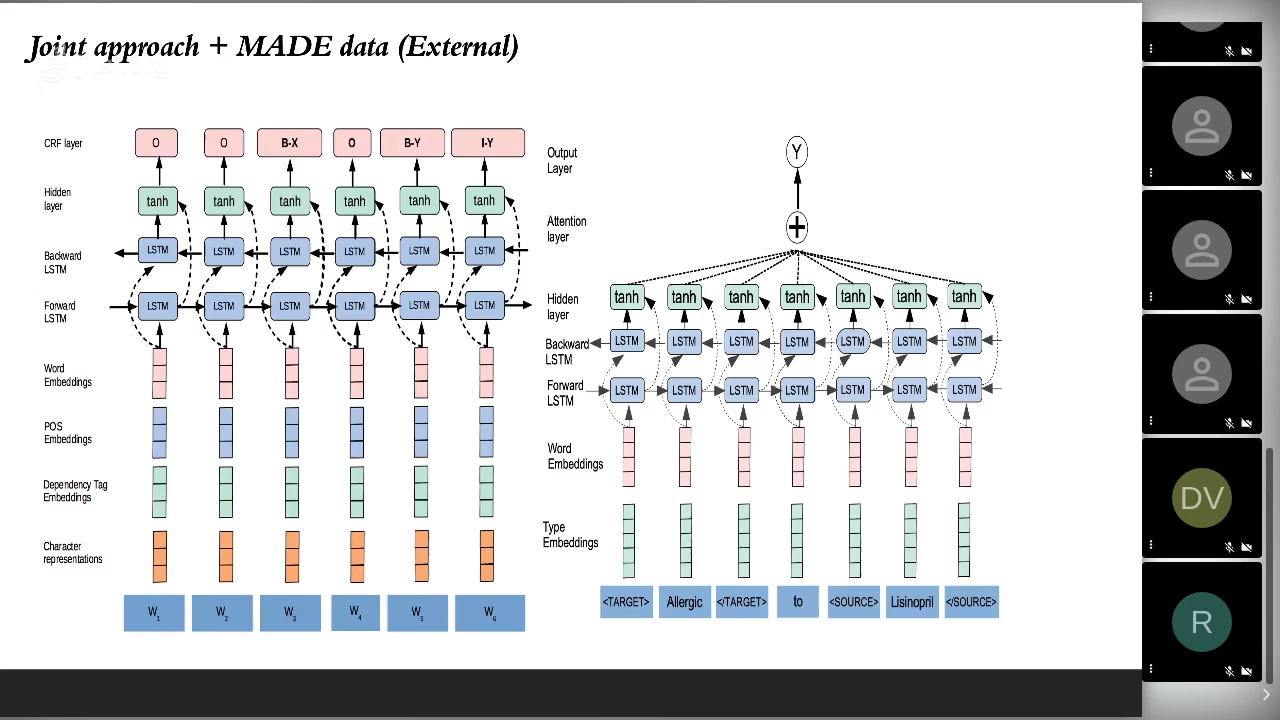 Joint approach + MADE data (External)
CRF layer
O O B-X O B-Y I-Y
Hidden
layer
tanh tanh tanh tanh tanh tanh
Backward
LSTM
LSTM LSTM LSTM LSTM LSTM LSTM
Forward
LSTM
LSTM LSTM LSTM LSTM LSTM LSTM
Word
Embeddings
POS
Embeddings
Dependency Tag
Embeddings
Character
representations
W1 W2 W3 W4 W5 W6
Output
Layer
Y
Attention
layer
+
Hidden
layer
tanh tanh tanh tanh tanh tanh tanh
Backward
LSTM
LSTM LSTM LSTM LSTM LSTM LSTM LSTM
Forward
LSTM
LSTM LSTM LSTM LSTM LSTM LSTM LSTM
Word
Embeddings
Type
Embeddings
<TARGET> Allergic </TARGET> to <SOURCE> Lisinopril </SOURCE>
DV
R